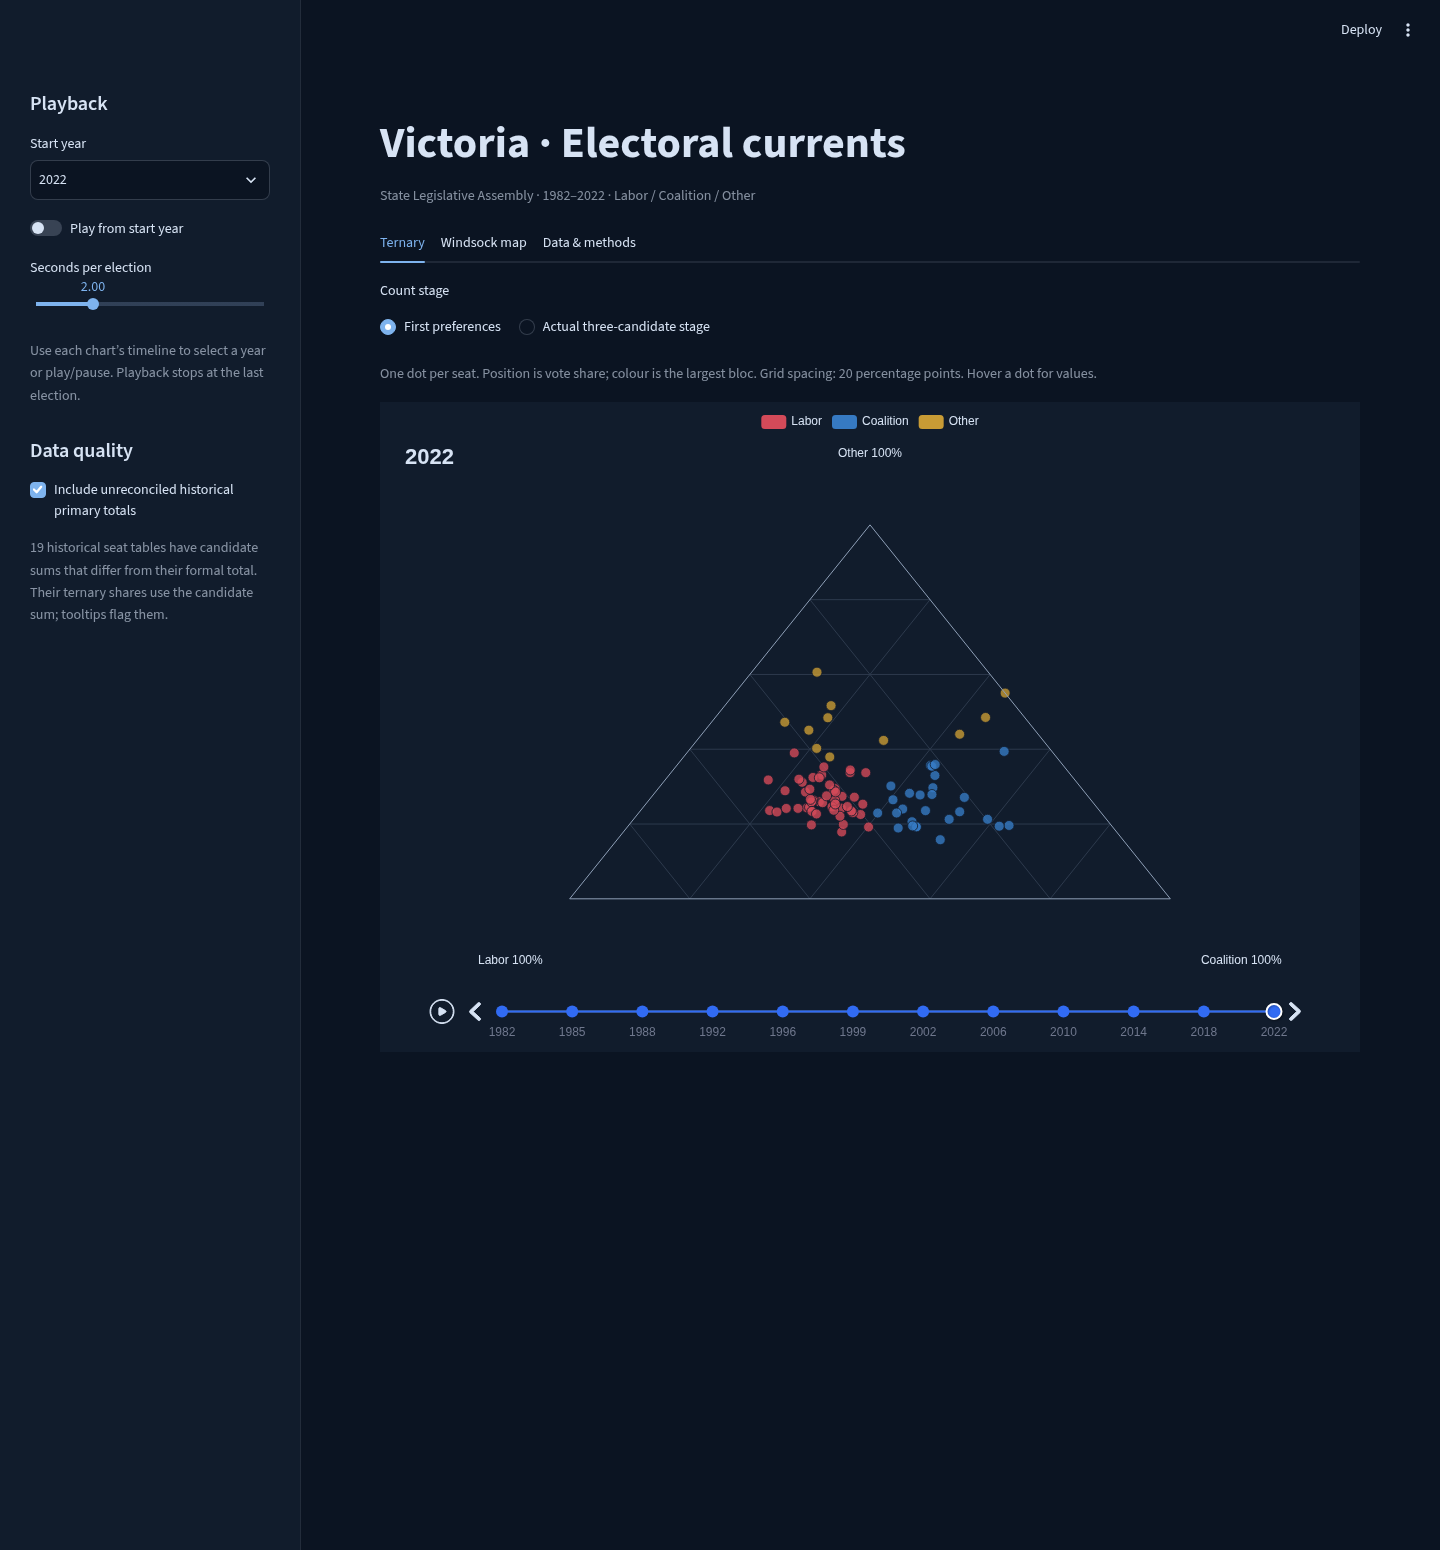 Deploy
Playback
Start year
2022
Play from start year
Seconds per election
2.00
Use each chart's timeline to select a year
or play/pause. Playback stops at the last
election.
Data quality
Include unreconciled historical
primary totals
19 historical seat tables have candidate
sums that differ from their formal total.
Their ternary shares use the candidate
sum; tooltips flag them.
Victoria · Electoral currents
State Legislative Assembly · 1982–2022 · Labor / Coalition / Other
Ternary Windsock map Data & methods
Count stage
First preferences Actual three-candidate stage
One dot per seat. Position is vote share; colour is the largest bloc. Grid spacing: 20 percentage points. Hover a dot for values.
Labor Coalition Other
2022
Other 100%
Labor 100% Coalition 100%
1982 1985 1988 1992 1996 1999 2002 2006 2010 2014 2018 2022